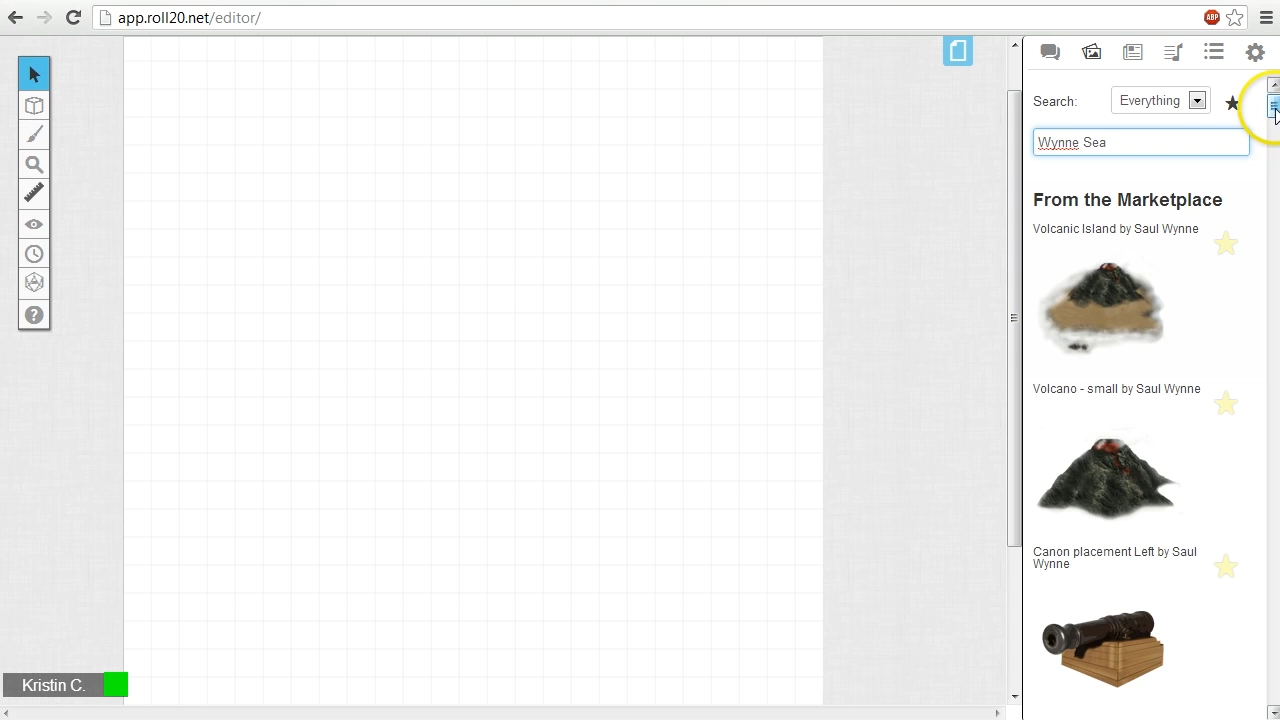 app.roll20.net/editor/
ABP
Search:
Everything
Wynne Sea
From the Marketplace
Volcanic Island by Saul Wynne
Volcano - small by Saul Wynne
Canon placement Left by Saul
Wynne
?
Kristin C.